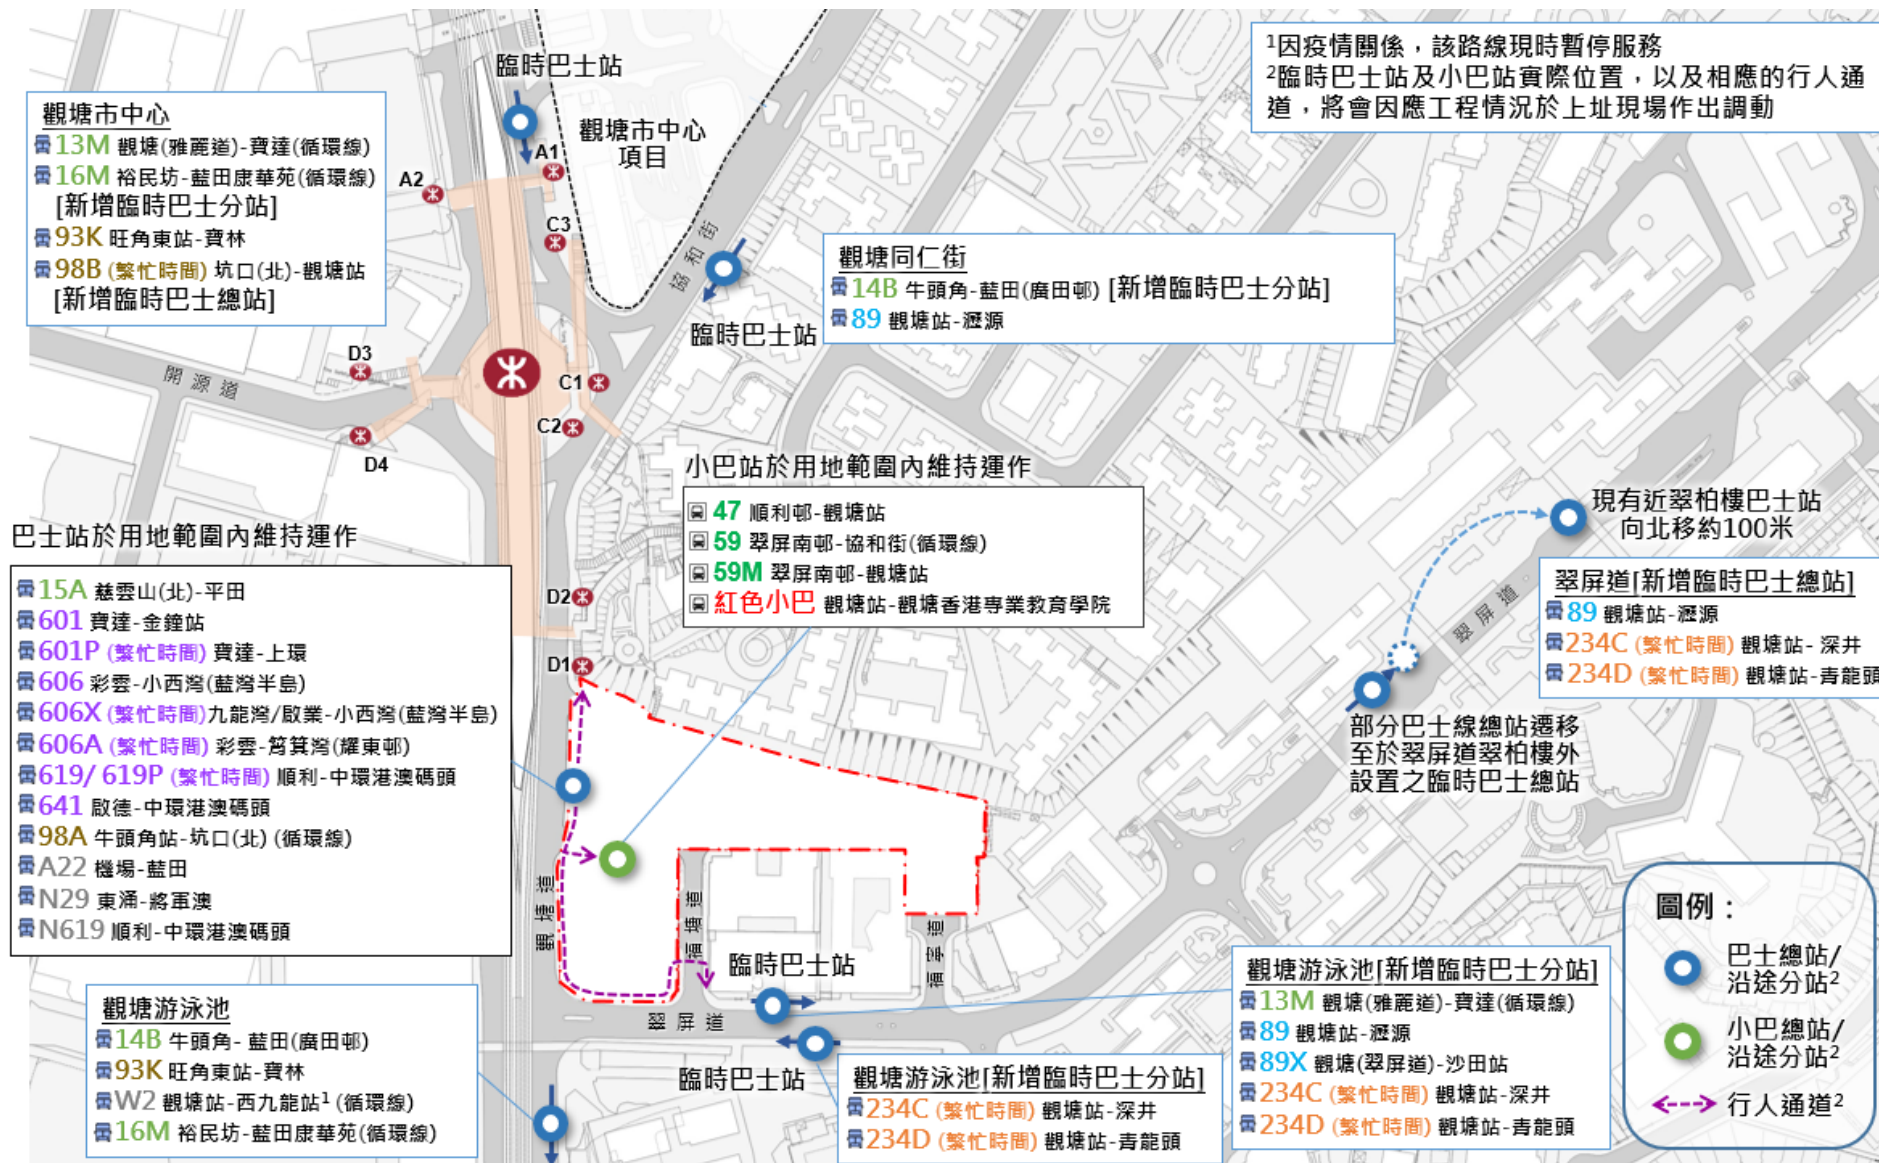 ¹因疫情關係，該路線現時暫停服務
²臨時巴士站及小巴站實際位置，以及相應的行人通
道，將會因應工程情況於上址現場作出調動
臨時巴士站
觀塘市中心
13M 觀塘(雅麗道)-寶達(循環線)
16M 裕民坊-藍田康華苑(循環線)
[新增臨時巴士分站]
93K 旺角東站-寶林
98B (繁忙時間) 坑口(北)-觀塘站
[新增臨時巴士總站]
觀塘市中心
項目
A1
A2
C3
協和街
觀塘同仁街
14B 牛頭角-藍田(廣田邨) [新增臨時巴士分站]
89 觀塘站-瀝源
臨時巴士站
D3
開源道
C1
C2
D4
小巴站於用地範圍內維持運作
47 順利邨-觀塘站
59 翠屏南邨-協和街(循環線)
59M 翠屏南邨-觀塘站
紅色小巴 觀塘站-觀塘香港專業教育學院
現有近翠柏樓巴士站
向北移約100米
翠屏道[新增臨時巴士總站]
89 觀塘站-瀝源
234C (繁忙時間) 觀塘站-深井
234D (繁忙時間) 觀塘站-青龍頭
翠屏道
部分巴士線總站遷移
至於翠屏道翠柏樓外
設置之臨時巴士總站
巴士站於用地範圍內維持運作
15A 慈雲山(北)-平田
601 寶達-金鐘站
601P (繁忙時間) 寶達-上環
606 彩雲-小西灣(藍灣半島)
606X (繁忙時間)九龍灣/啟業-小西灣(藍灣半島)
606A (繁忙時間) 彩雲-筲箕灣(耀東邨)
619/ 619P (繁忙時間) 順利-中環港澳碼頭
641 啟德-中環港澳碼頭
98A 牛頭角站-坑口(北) (循環線)
A22 機場-藍田
N29 東涌-將軍澳
N619 順利-中環港澳碼頭
D2
D1
觀塘道
福塘道
福寧道
臨時巴士站
翠屏道
臨時巴士站
觀塘游泳池
14B 牛頭角- 藍田(廣田邨)
93K 旺角東站-寶林
W2 觀塘站-西九龍站¹ (循環線)
16M 裕民坊-藍田康華苑(循環線)
觀塘游泳池[新增臨時巴士分站]
234C (繁忙時間) 觀塘站-深井
234D (繁忙時間) 觀塘站-青龍頭
觀塘游泳池[新增臨時巴士分站]
13M 觀塘(雅麗道)-寶達(循環線)
89 觀塘站-瀝源
89X 觀塘(翠屏道)-沙田站
234C (繁忙時間) 觀塘站-深井
234D (繁忙時間) 觀塘站-青龍頭
圖例：
巴士總站/
沿途分站²
小巴總站/
沿途分站²
行人通道²